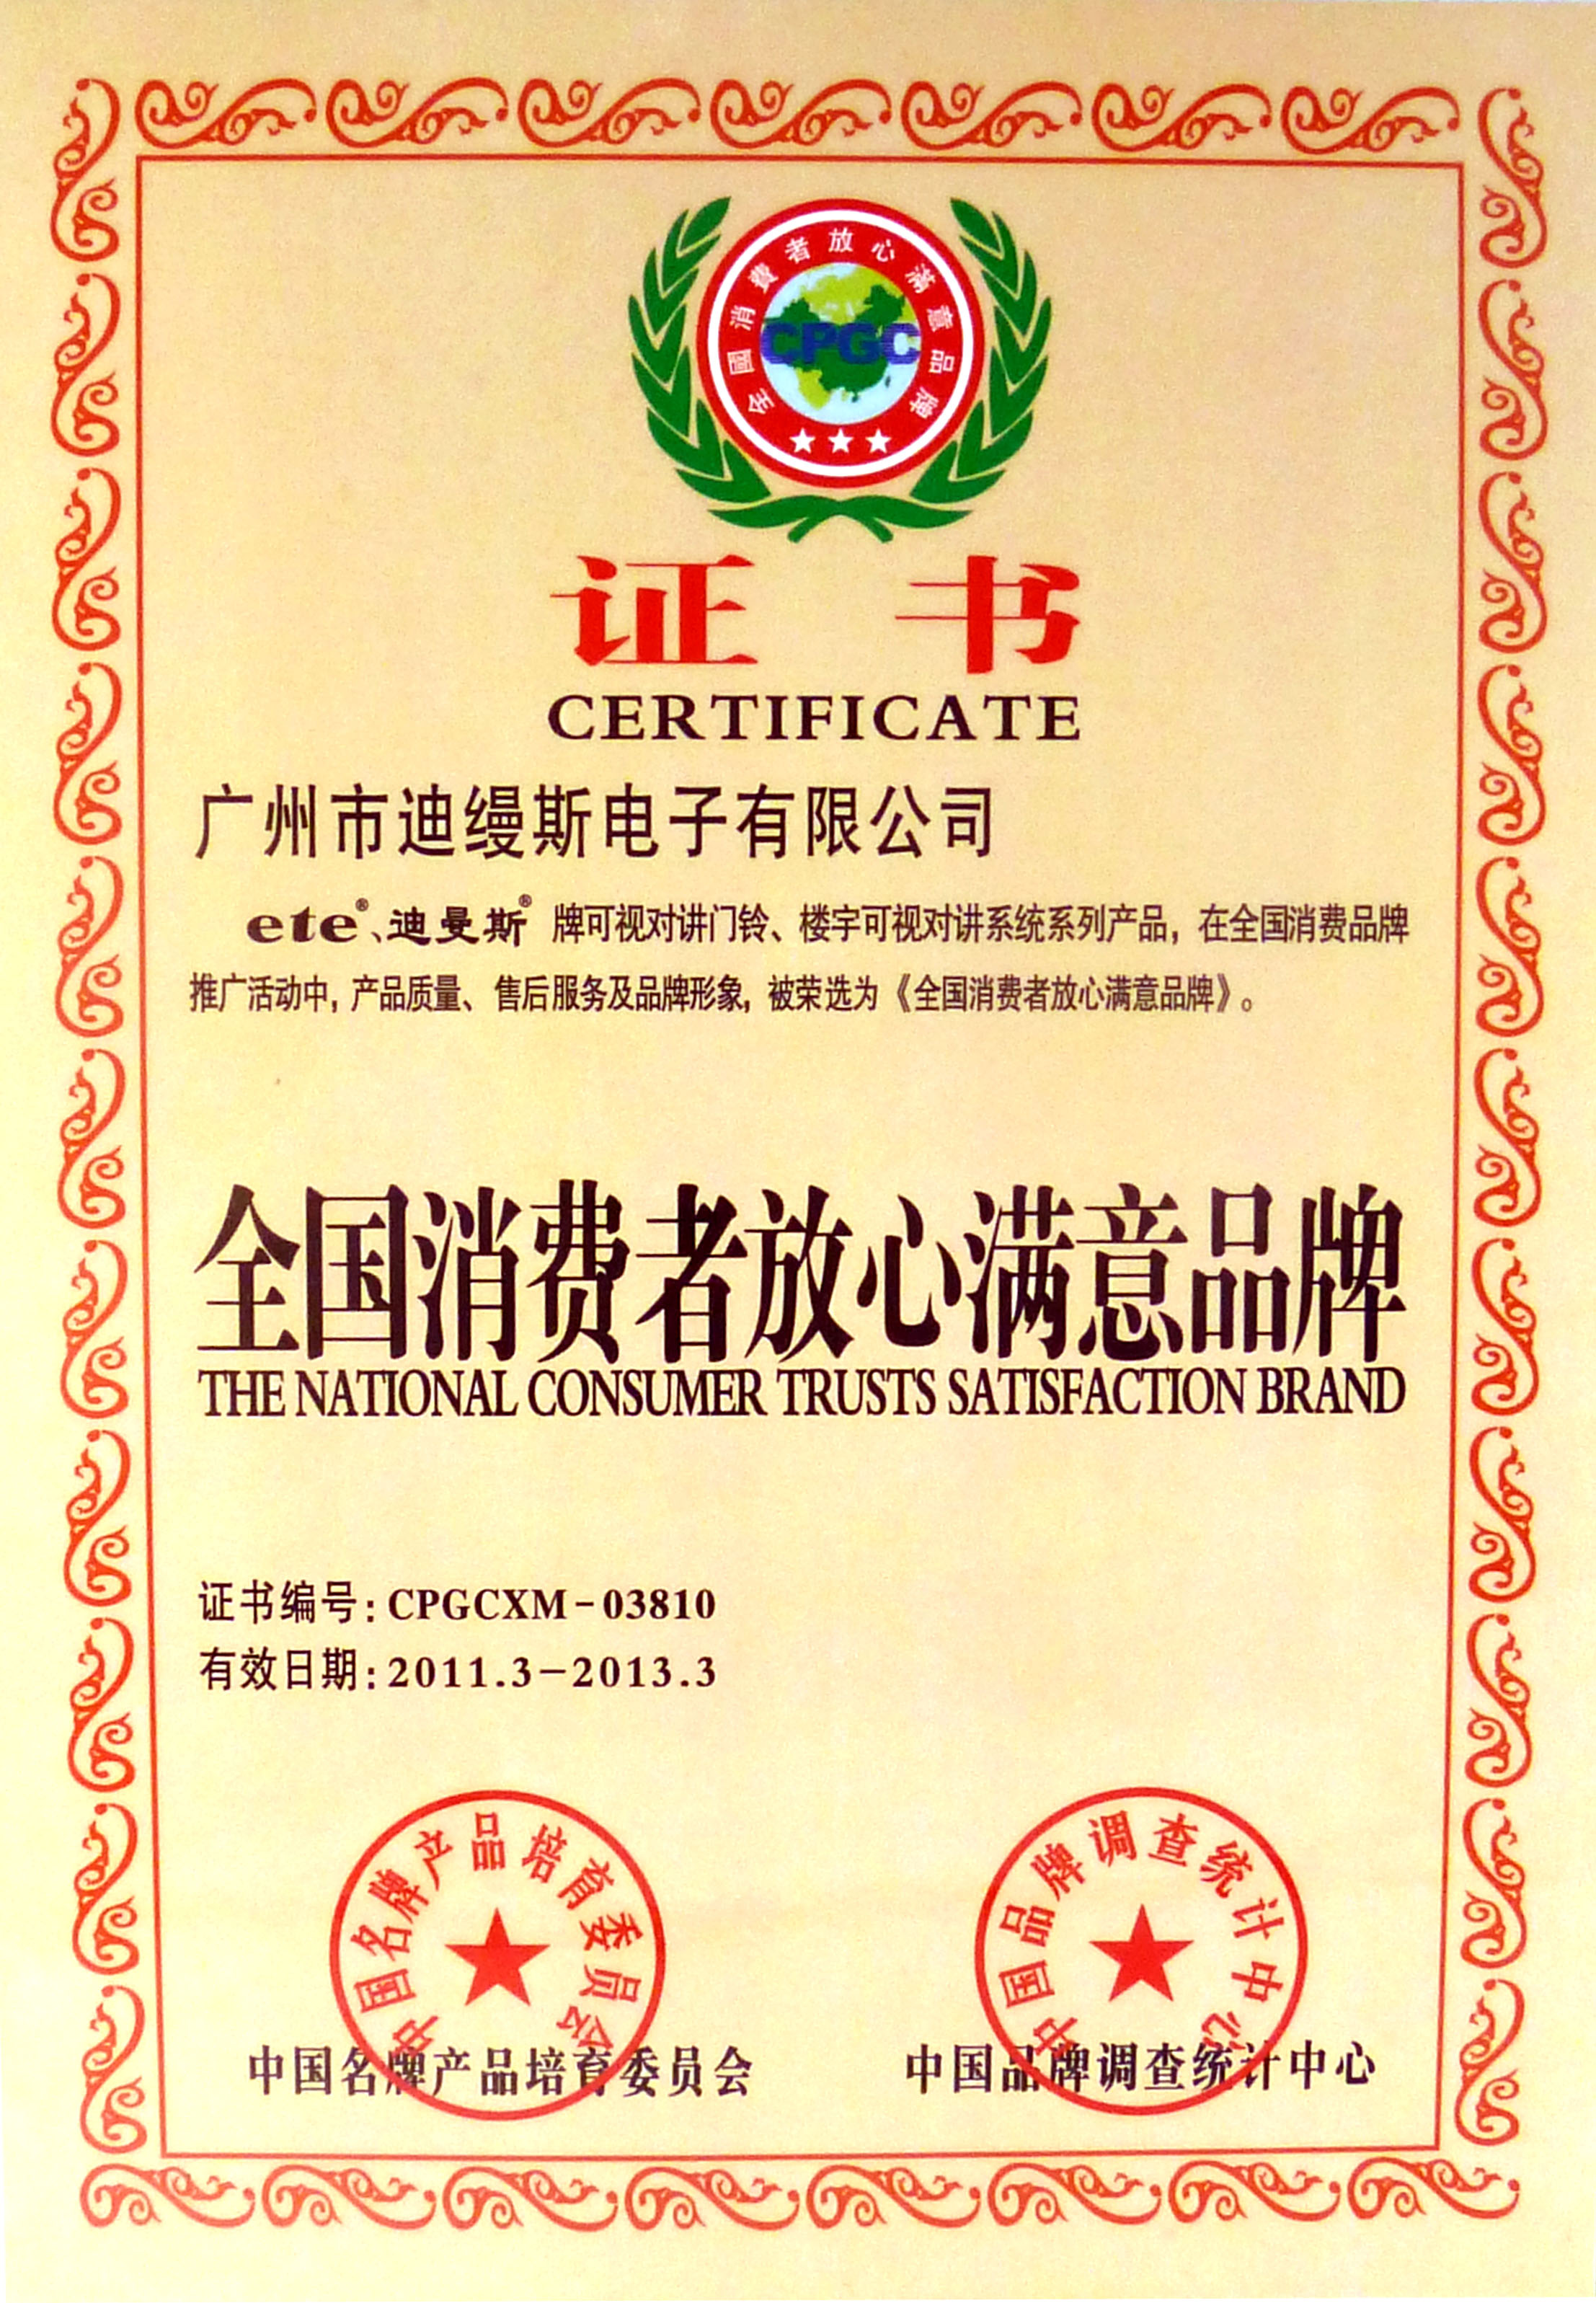 全國消費者放心滿意品牌
CPGC
证书
CERTIFICATE
广州市迪缦斯电子有限公司
ete®、迪曼斯® 牌可视对讲门铃、楼宇可视对讲系统系列产品，在全国消费品牌
推广活动中，产品质量、售后服务及品牌形象，被荣选为《全国消费者放心满意品牌》。
全国消费者放心满意品牌
THE NATIONAL CONSUMER TRUSTS SATISFACTION BRAND
证书编号：CPGCXM－03810
有效日期：2011.3－2013.3
中国名牌产品培育委员会
中国品牌调查统计中心
中国名牌产品培育委员会
中国品牌调查统计中心